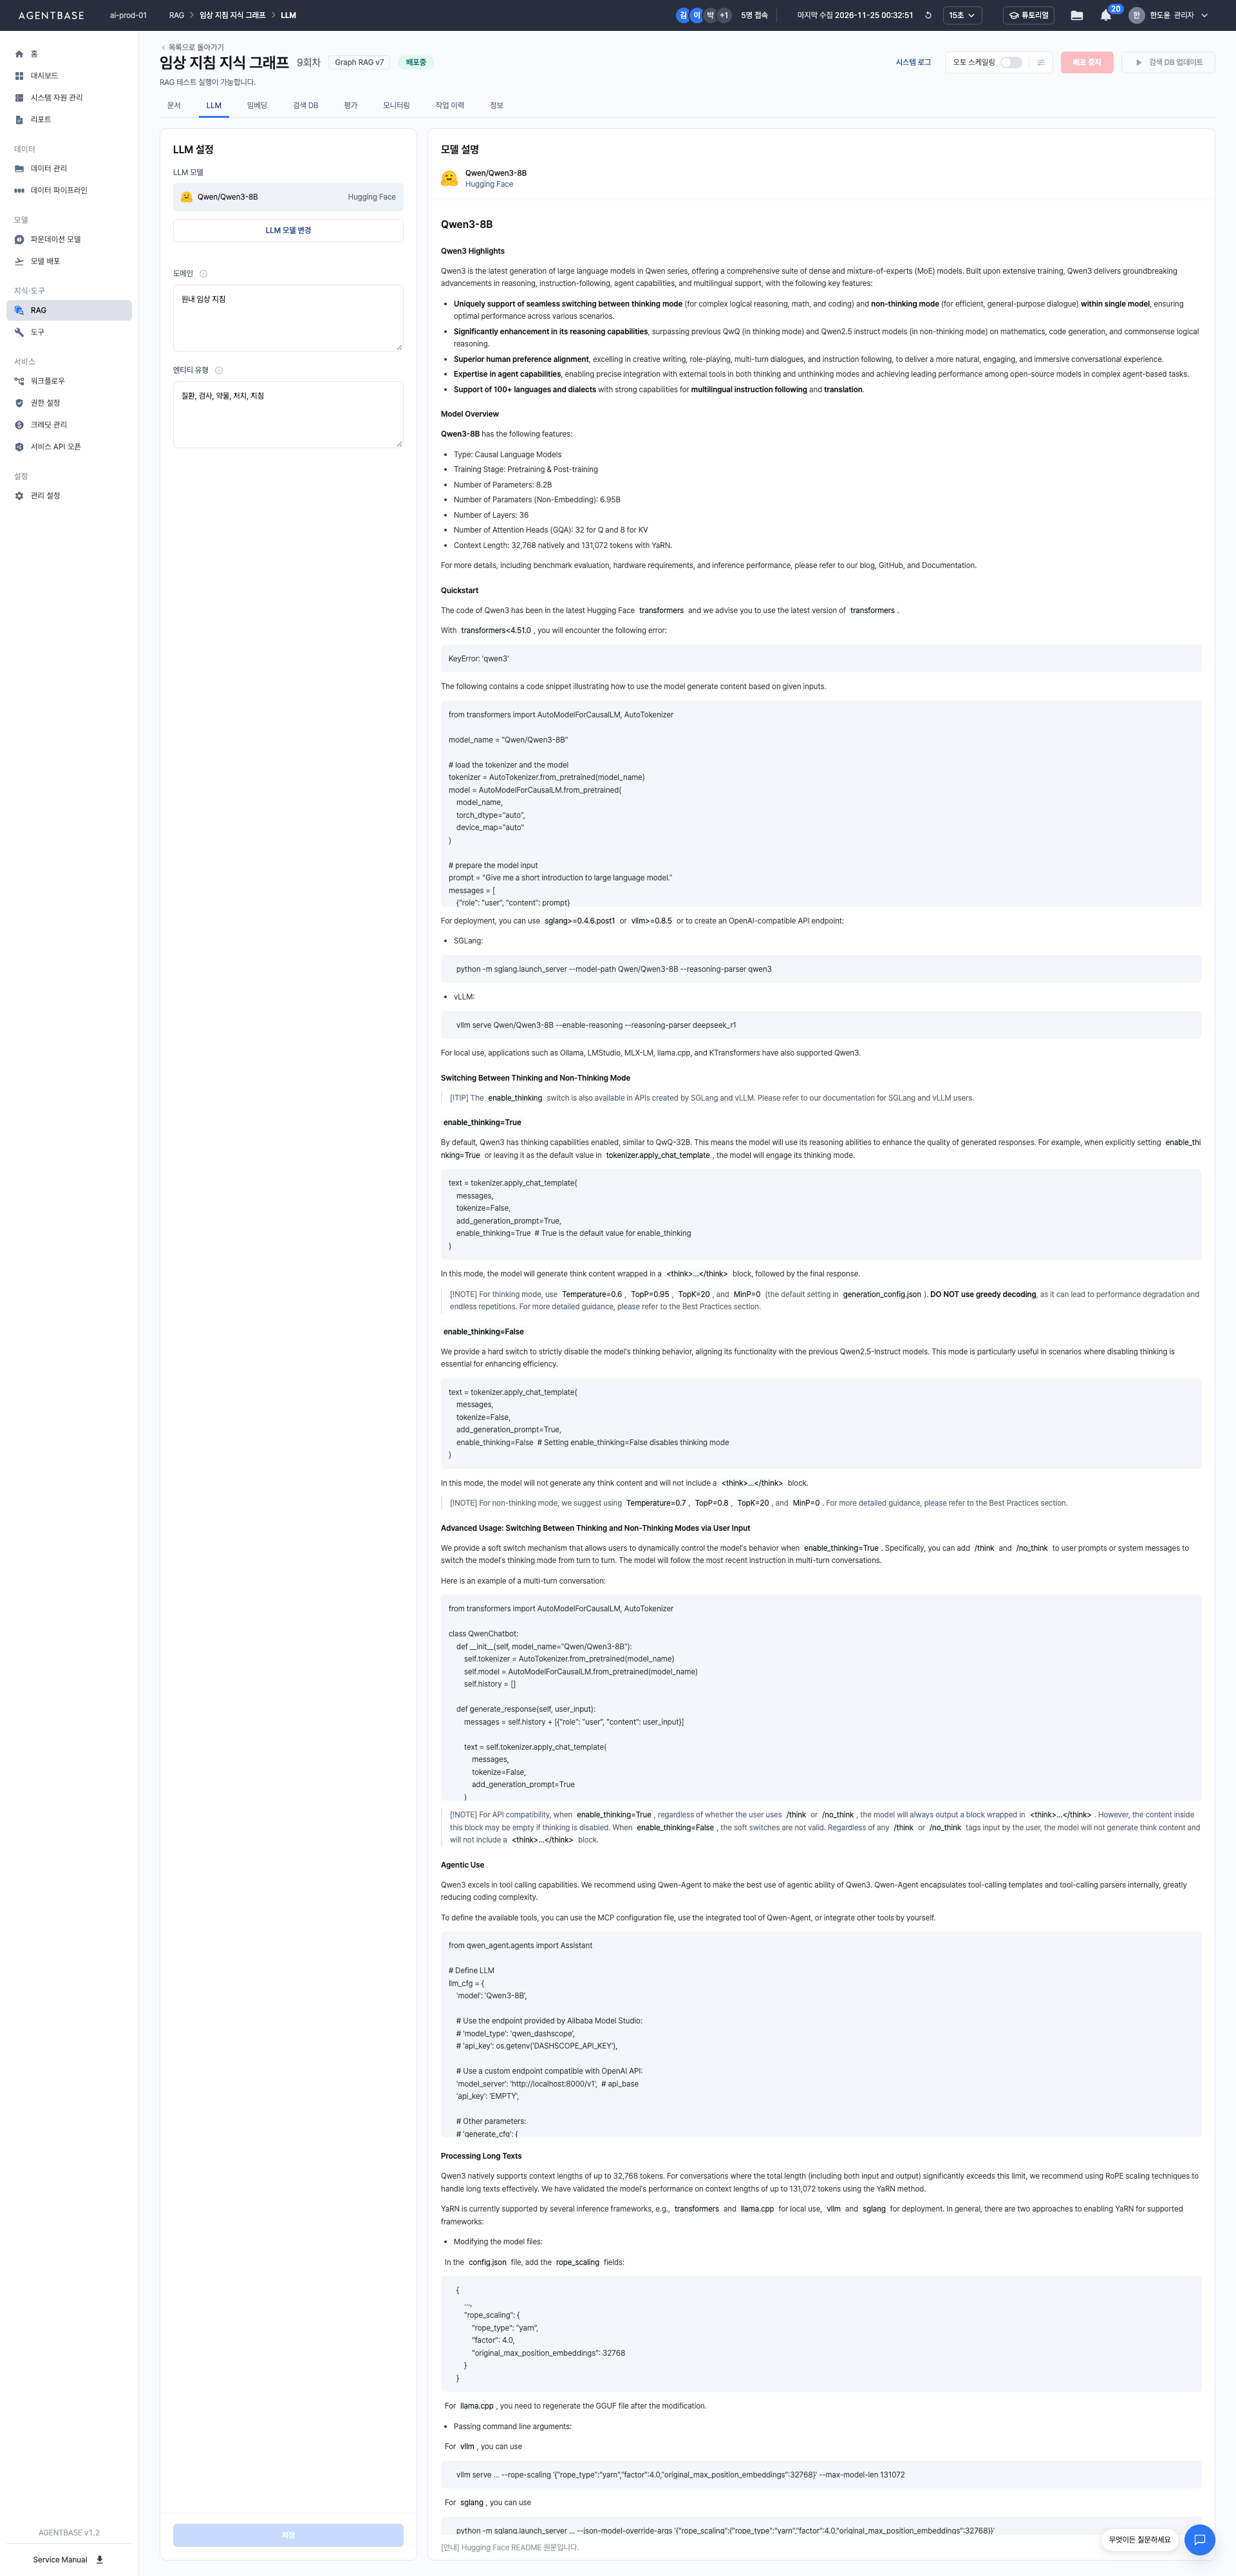 AGENTBASE
ai-prod-01
RAG > 임상 지침 지식 그래프 > LLM
김 이 박 +1 5명 접속
마지막 수집 2026-11-25 00:32:51
15초
튜토리얼
20
한 한도윤 관리자
홈
대시보드
시스템 자원 관리
리포트
데이터
데이터 관리
데이터 파이프라인
모델
파운데이션 모델
모델 배포
지식·도구
RAG
도구
서비스
워크플로우
권한 설정
크레딧 관리
서비스 API 오픈
설정
관리 설정
AGENTBASE v1.2
Service Manual
목록으로 돌아가기
임상 지침 지식 그래프 9회차 Graph RAG v7 배포중
RAG 테스트 실행이 가능합니다.
시스템 로그
오토 스케일링
배포 중지
검색 DB 업데이트
문서 LLM 임베딩 검색 DB 평가 모니터링 작업 이력 정보
LLM 설정
LLM 모델
Qwen/Qwen3-8B Hugging Face
LLM 모델 변경
도메인
원내 임상 지침
엔티티 유형
질환, 검사, 약물, 처치, 지침
저장
모델 설명
Qwen/Qwen3-8B
Hugging Face
Qwen3-8B
Qwen3 Highlights
Qwen3 is the latest generation of large language models in Qwen series, offering a comprehensive suite of dense and mixture-of-experts (MoE) models. Built upon extensive training, Qwen3 delivers groundbreaking
advancements in reasoning, instruction-following, agent capabilities, and multilingual support, with the following key features:
• Uniquely support of seamless switching between thinking mode (for complex logical reasoning, math, and coding) and non-thinking mode (for efficient, general-purpose dialogue) within single model, ensuring
optimal performance across various scenarios.
• Significantly enhancement in its reasoning capabilities, surpassing previous QwQ (in thinking mode) and Qwen2.5 instruct models (in non-thinking mode) on mathematics, code generation, and commonsense logical
reasoning.
• Superior human preference alignment, excelling in creative writing, role-playing, multi-turn dialogues, and instruction following, to deliver a more natural, engaging, and immersive conversational experience.
• Expertise in agent capabilities, enabling precise integration with external tools in both thinking and unthinking modes and achieving leading performance among open-source models in complex agent-based tasks.
• Support of 100+ languages and dialects with strong capabilities for multilingual instruction following and translation.
Model Overview
Qwen3-8B has the following features:
• Type: Causal Language Models
• Training Stage: Pretraining & Post-training
• Number of Parameters: 8.2B
• Number of Paramaters (Non-Embedding): 6.95B
• Number of Layers: 36
• Number of Attention Heads (GQA): 32 for Q and 8 for KV
• Context Length: 32,768 natively and 131,072 tokens with YaRN.
For more details, including benchmark evaluation, hardware requirements, and inference performance, please refer to our blog, GitHub, and Documentation.
Quickstart
The code of Qwen3 has been in the latest Hugging Face transformers and we advise you to use the latest version of transformers .
With transformers<4.51.0 , you will encounter the following error:
KeyError: 'qwen3'
The following contains a code snippet illustrating how to use the model generate content based on given inputs.
from transformers import AutoModelForCausalLM, AutoTokenizer
model_name = "Qwen/Qwen3-8B"
# load the tokenizer and the model
tokenizer = AutoTokenizer.from_pretrained(model_name)
model = AutoModelForCausalLM.from_pretrained(
model_name,
torch_dtype="auto",
device_map="auto"
)
# prepare the model input
prompt = "Give me a short introduction to large language model."
messages = [
{"role": "user", "content": prompt}
For deployment, you can use sglang>=0.4.6.post1 or vllm>=0.8.5 or to create an OpenAI-compatible API endpoint:
• SGLang:
python -m sglang.launch_server --model-path Qwen/Qwen3-8B --reasoning-parser qwen3
• vLLM:
vllm serve Qwen/Qwen3-8B --enable-reasoning --reasoning-parser deepseek_r1
For local use, applications such as Ollama, LMStudio, MLX-LM, llama.cpp, and KTransformers have also supported Qwen3.
Switching Between Thinking and Non-Thinking Mode
[!TIP] The enable_thinking switch is also available in APIs created by SGLang and vLLM. Please refer to our documentation for SGLang and vLLM users.
enable_thinking=True
By default, Qwen3 has thinking capabilities enabled, similar to QwQ-32B. This means the model will use its reasoning abilities to enhance the quality of generated responses. For example, when explicitly setting enable_thi
nking=True or leaving it as the default value in tokenizer.apply_chat_template , the model will engage its thinking mode.
text = tokenizer.apply_chat_template(
messages,
tokenize=False,
add_generation_prompt=True,
enable_thinking=True # True is the default value for enable_thinking
)
In this mode, the model will generate think content wrapped in a <think>...</think> block, followed by the final response.
[!NOTE] For thinking mode, use Temperature=0.6 , TopP=0.95 , TopK=20 , and MinP=0 (the default setting in generation_config.json ). DO NOT use greedy decoding, as it can lead to performance degradation and
endless repetitions. For more detailed guidance, please refer to the Best Practices section.
enable_thinking=False
We provide a hard switch to strictly disable the model's thinking behavior, aligning its functionality with the previous Qwen2.5-Instruct models. This mode is particularly useful in scenarios where disabling thinking is
essential for enhancing efficiency.
text = tokenizer.apply_chat_template(
messages,
tokenize=False,
add_generation_prompt=True,
enable_thinking=False # Setting enable_thinking=False disables thinking mode
)
In this mode, the model will not generate any think content and will not include a <think>...</think> block.
[!NOTE] For non-thinking mode, we suggest using Temperature=0.7 , TopP=0.8 , TopK=20 , and MinP=0 . For more detailed guidance, please refer to the Best Practices section.
Advanced Usage: Switching Between Thinking and Non-Thinking Modes via User Input
We provide a soft switch mechanism that allows users to dynamically control the model's behavior when enable_thinking=True . Specifically, you can add /think and /no_think to user prompts or system messages to
switch the model's thinking mode from turn to turn. The model will follow the most recent instruction in multi-turn conversations.
Here is an example of a multi-turn conversation:
from transformers import AutoModelForCausalLM, AutoTokenizer
class QwenChatbot:
def __init__(self, model_name="Qwen/Qwen3-8B"):
self.tokenizer = AutoTokenizer.from_pretrained(model_name)
self.model = AutoModelForCausalLM.from_pretrained(model_name)
self.history = []
def generate_response(self, user_input):
messages = self.history + [{"role": "user", "content": user_input}]
text = self.tokenizer.apply_chat_template(
messages,
tokenize=False,
add_generation_prompt=True
)
[!NOTE] For API compatibility, when enable_thinking=True , regardless of whether the user uses /think or /no_think , the model will always output a block wrapped in <think>...</think> . However, the content inside
this block may be empty if thinking is disabled. When enable_thinking=False , the soft switches are not valid. Regardless of any /think or /no_think tags input by the user, the model will not generate think content and
will not include a <think>...</think> block.
Agentic Use
Qwen3 excels in tool calling capabilities. We recommend using Qwen-Agent to make the best use of agentic ability of Qwen3. Qwen-Agent encapsulates tool-calling templates and tool-calling parsers internally, greatly
reducing coding complexity.
To define the available tools, you can use the MCP configuration file, use the integrated tool of Qwen-Agent, or integrate other tools by yourself.
from qwen_agent.agents import Assistant
# Define LLM
llm_cfg = {
'model': 'Qwen3-8B',
# Use the endpoint provided by Alibaba Model Studio:
# 'model_type': 'qwen_dashscope',
# 'api_key': os.getenv('DASHSCOPE_API_KEY'),
# Use a custom endpoint compatible with OpenAI API:
'model_server': 'http://localhost:8000/v1', # api_base
'api_key': 'EMPTY',
# Other parameters:
# 'generate_cfg': {
Processing Long Texts
Qwen3 natively supports context lengths of up to 32,768 tokens. For conversations where the total length (including both input and output) significantly exceeds this limit, we recommend using RoPE scaling techniques to
handle long texts effectively. We have validated the model's performance on context lengths of up to 131,072 tokens using the YaRN method.
YaRN is currently supported by several inference frameworks, e.g., transformers and llama.cpp for local use, vllm and sglang for deployment. In general, there are two approaches to enabling YaRN for supported
frameworks:
• Modifying the model files:
In the config.json file, add the rope_scaling fields:
{
...,
"rope_scaling": {
"rope_type": "yarn",
"factor": 4.0,
"original_max_position_embeddings": 32768
}
}
For llama.cpp , you need to regenerate the GGUF file after the modification.
• Passing command line arguments:
For vllm , you can use
vllm serve ... --rope-scaling '{"rope_type":"yarn","factor":4.0,"original_max_position_embeddings":32768}' --max-model-len 131072
For sglang , you can use
python -m sglang.launch_server ... --json-model-override-args '{"rope_scaling":{"rope_type":"yarn","factor":4.0,"original_max_position_embeddings":32768}}'
[안내] Hugging Face README 원문입니다.
무엇이든 질문하세요